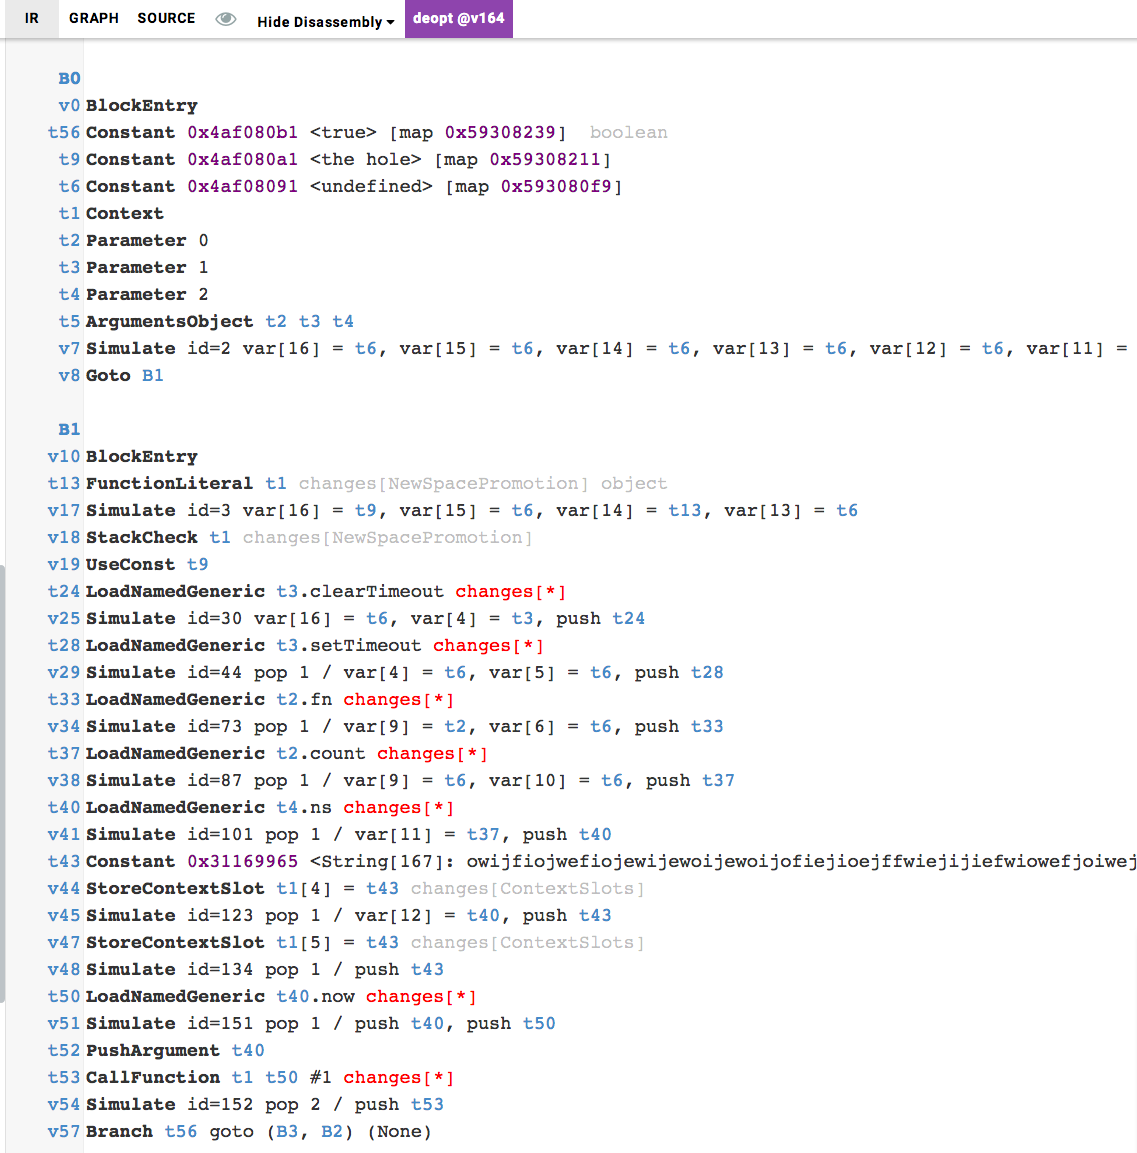 IR GRAPH SOURCE Hide Disassembly deopt @v164
B0
v0 BlockEntry
t56 Constant 0x4af080b1 <true> [map 0x59308239] boolean
t9 Constant 0x4af080a1 <the hole> [map 0x59308211]
t6 Constant 0x4af08091 <undefined> [map 0x593080f9]
t1 Context
t2 Parameter 0
t3 Parameter 1
t4 Parameter 2
t5 ArgumentsObject t2 t3 t4
v7 Simulate id=2 var[16] = t6, var[15] = t6, var[14] = t6, var[13] = t6, var[12] = t6, var[11] =
v8 Goto B1
B1
v10 BlockEntry
t13 FunctionLiteral t1 changes[NewSpacePromotion] object
v17 Simulate id=3 var[16] = t9, var[15] = t6, var[14] = t13, var[13] = t6
v18 StackCheck t1 changes[NewSpacePromotion]
v19 UseConst t9
t24 LoadNamedGeneric t3.clearTimeout changes[*]
v25 Simulate id=30 var[16] = t6, var[4] = t3, push t24
t28 LoadNamedGeneric t3.setTimeout changes[*]
v29 Simulate id=44 pop 1 / var[4] = t6, var[5] = t6, push t28
t33 LoadNamedGeneric t2.fn changes[*]
v34 Simulate id=73 pop 1 / var[9] = t2, var[6] = t6, push t33
t37 LoadNamedGeneric t2.count changes[*]
v38 Simulate id=87 pop 1 / var[9] = t6, var[10] = t6, push t37
t40 LoadNamedGeneric t4.ns changes[*]
v41 Simulate id=101 pop 1 / var[11] = t37, push t40
t43 Constant 0x31169965 <String[167]: owijfiojwefiojewijewoijewoijofiejioejffwiejijiefwiowefjoiwej
v44 StoreContextSlot t1[4] = t43 changes[ContextSlots]
v45 Simulate id=123 pop 1 / var[12] = t40, push t43
v47 StoreContextSlot t1[5] = t43 changes[ContextSlots]
v48 Simulate id=134 pop 1 / push t43
t50 LoadNamedGeneric t40.now changes[*]
v51 Simulate id=151 pop 1 / push t40, push t50
t52 PushArgument t40
t53 CallFunction t1 t50 #1 changes[*]
v54 Simulate id=152 pop 2 / push t53
v57 Branch t56 goto (B3, B2) (None)